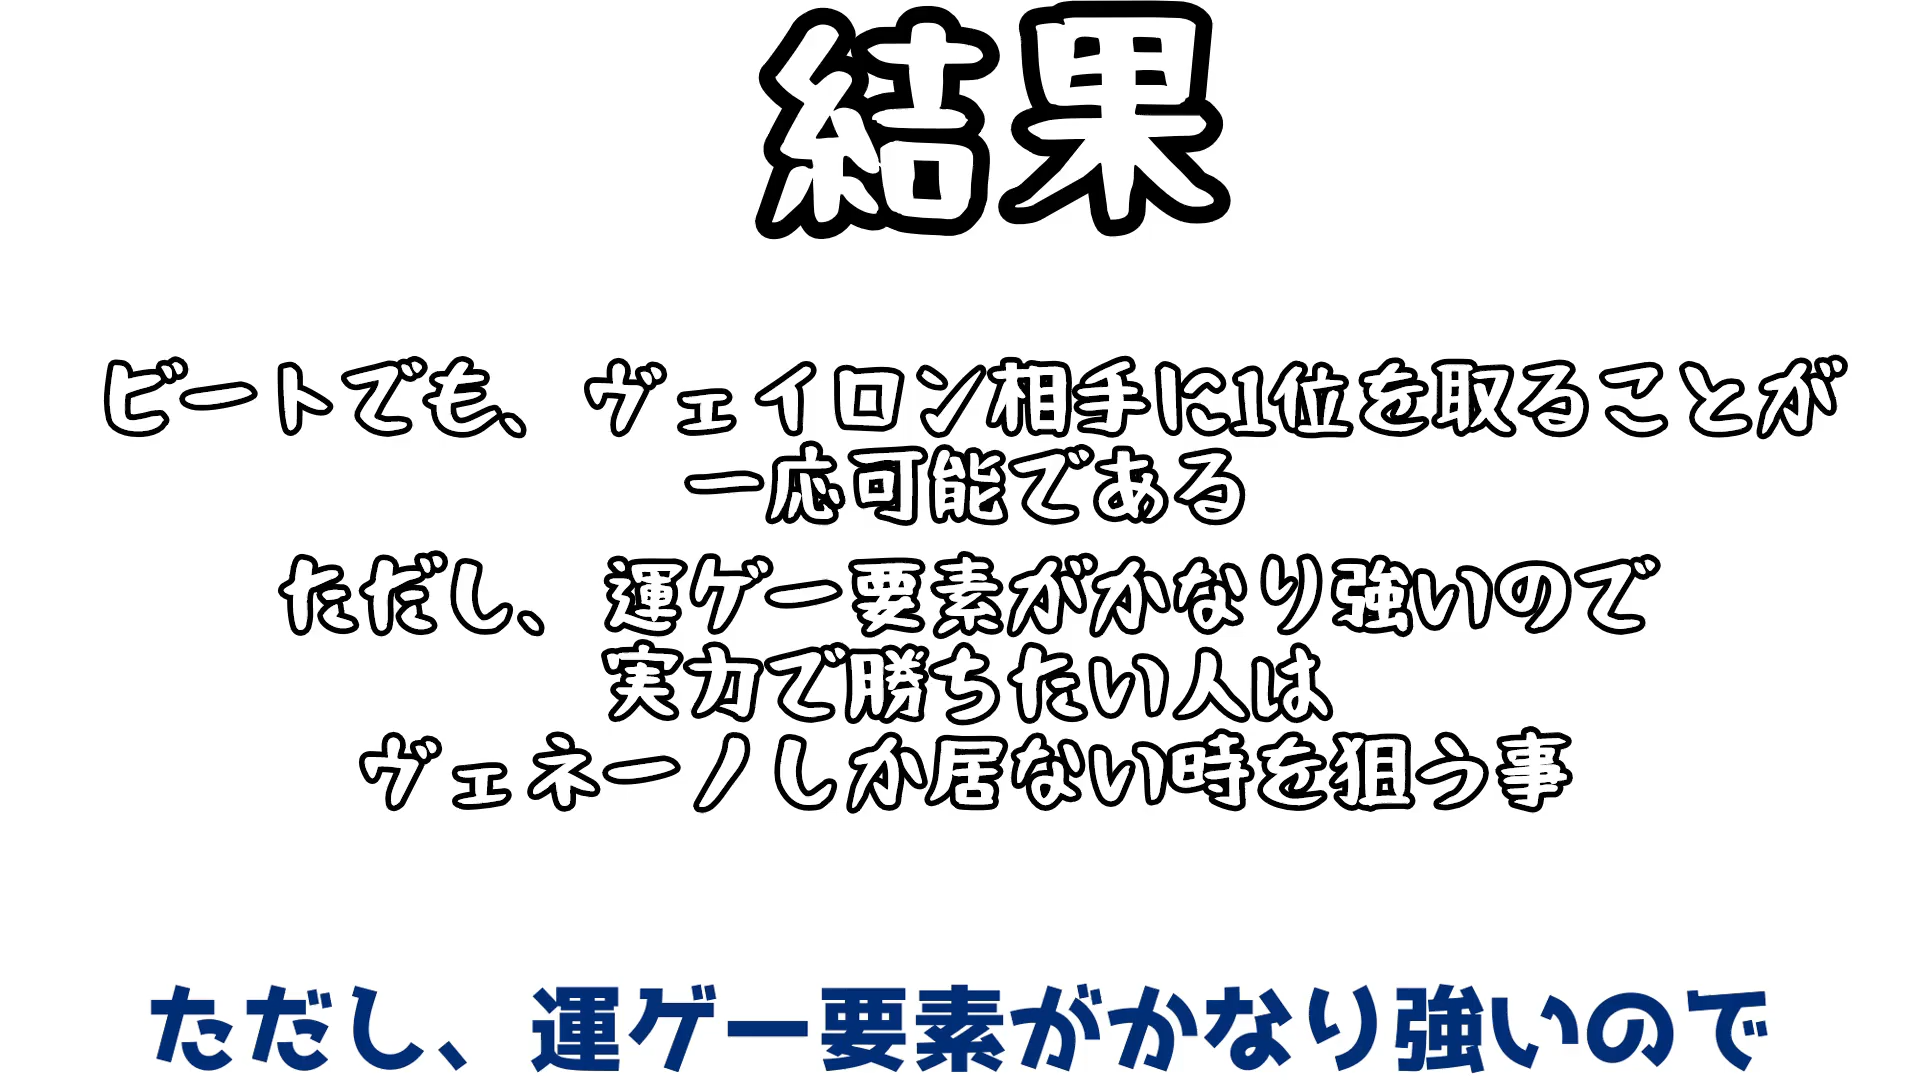 結果
ビートでも、ヴェイロン相手に1位を取ることが
一応可能である
ただし、運ゲー要素がかなり強いので
実力で勝ちたい人は
ヴェネーノしか居ない時を狙う事
ただし、運ゲー要素がかなり強いので